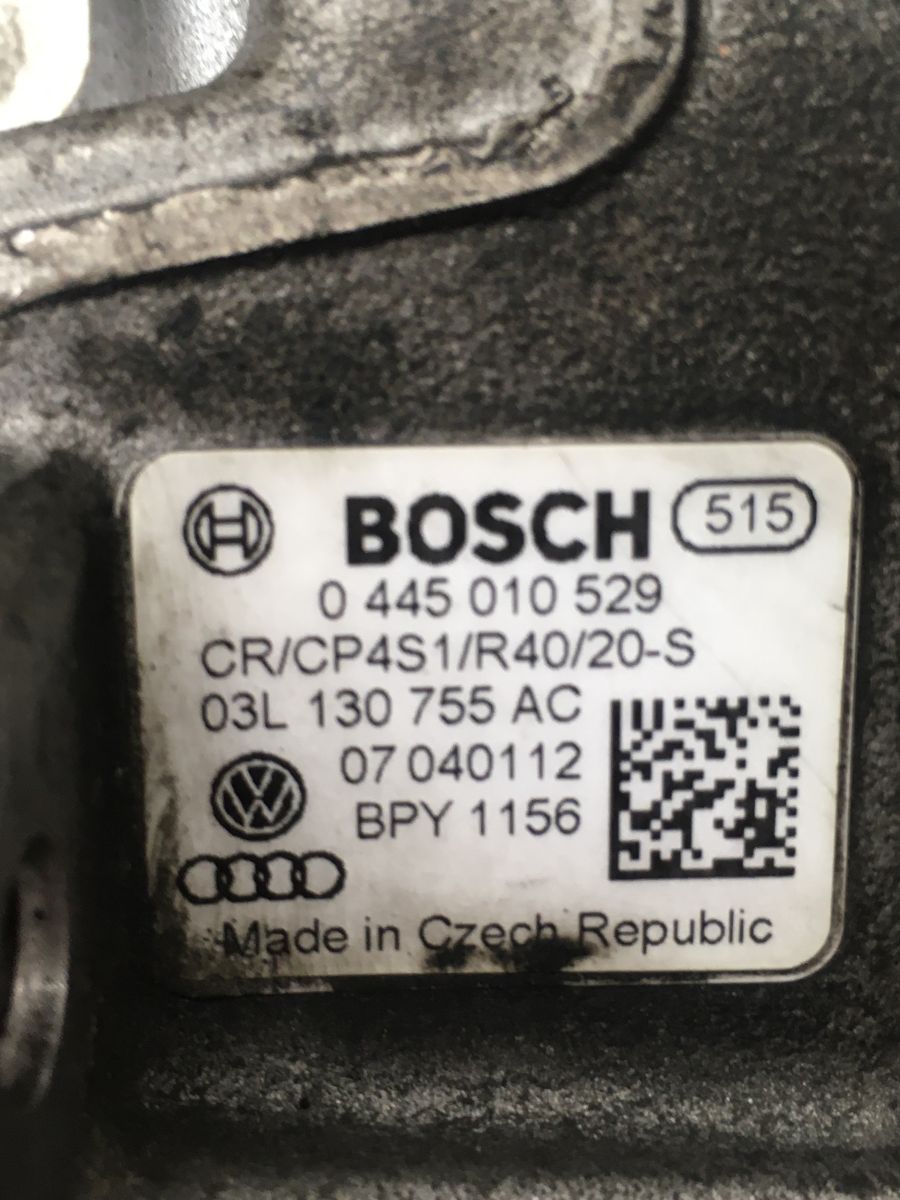 BOSCH 515
0 445 010 529
CR/CP4S1/R40/20-S
03L 130 755 AC
07 040112
BPY 1156
Made in Czech Republic